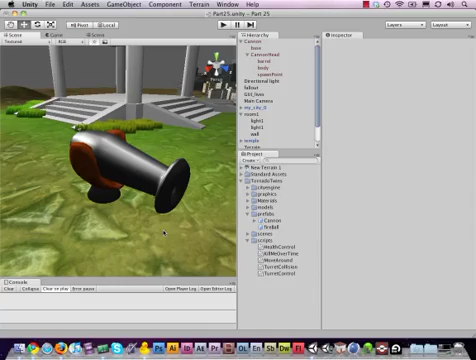 Unity File Edit Assets GameObject Component Terrain Window Help
Part25.unity – Part 25
Pivot Local
Layers Layout
Scene Game
Textured RGB
Persp
Hierarchy
Cannon
base
CannonHead
barrel
body
spawnPoint
Directional light
fallout
GUI_lives
Main Camera
my_city_0
room1
light1
light1
wall
temple
Terrain
Inspector
Project
Create
New Terrain 1
Standard Assets
TornadoTwins
cityengine
graphics
Materials
models
prefabs
Cannon
fireball
scenes
scripts
HealthControl
KillMeOverTime
MoveAround
TurretCollision
TurretControl
Console
Clear Collapse Clear on play Error pause Open Player Log Open Editor Log